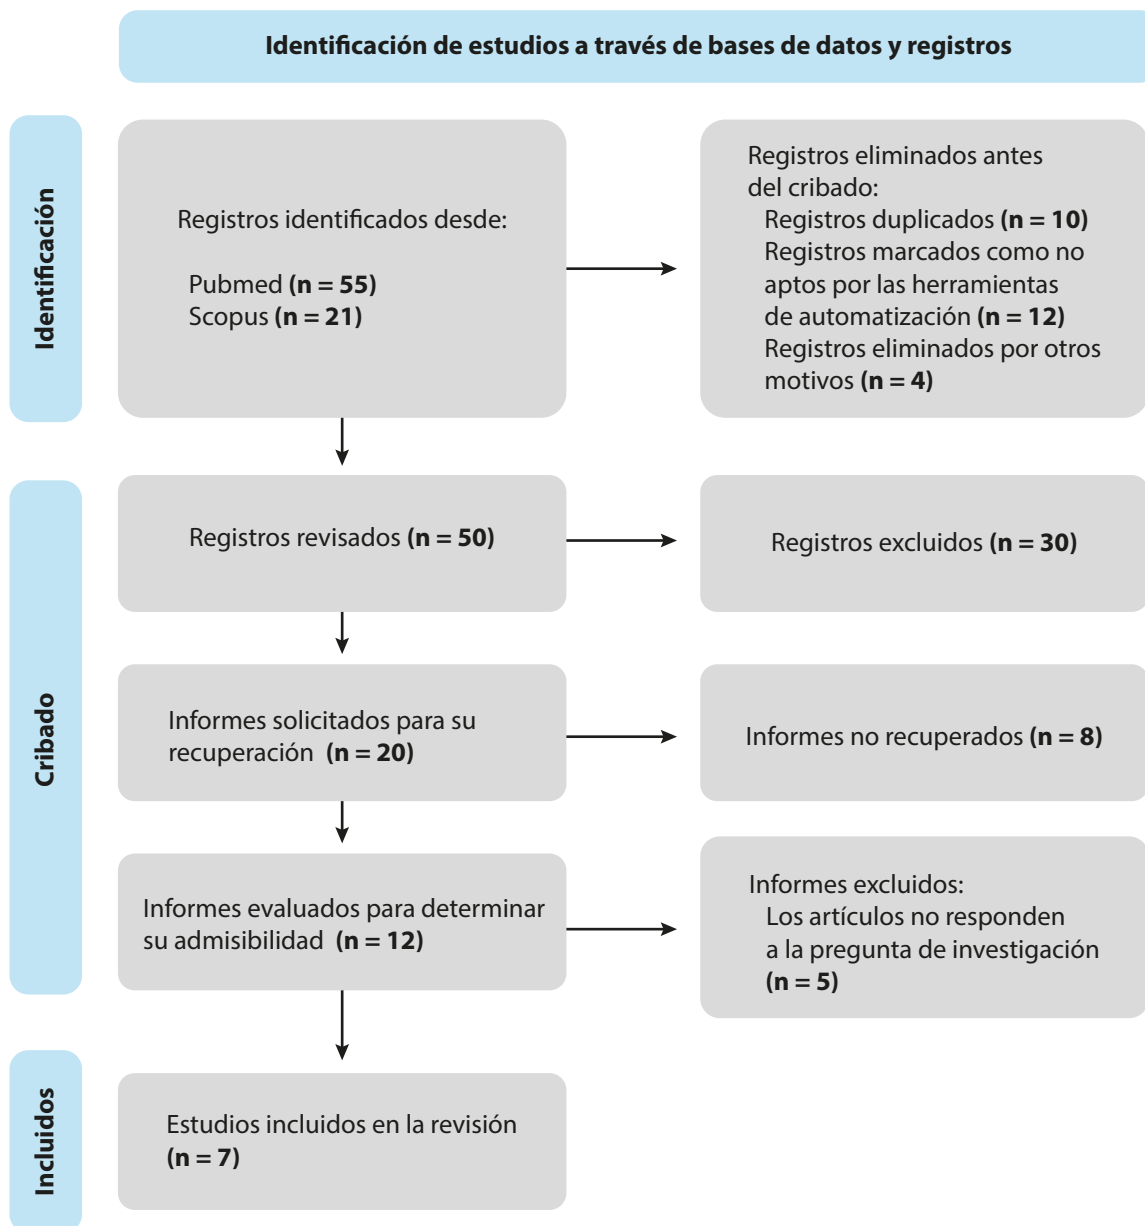 Identificación de estudios a través de bases de datos y registros
Identificación
Registros identificados desde:
Pubmed (n = 55)
Scopus (n = 21)
Registros eliminados antes
del cribado:
Registros duplicados (n = 10)
Registros marcados como no
aptos por las herramientas
de automatización (n = 12)
Registros eliminados por otros
motivos (n = 4)
Cribado
Registros revisados (n = 50)
Registros excluidos (n = 30)
Informes solicitados para su
recuperación (n = 20)
Informes no recuperados (n = 8)
Informes evaluados para determinar
su admisibilidad (n = 12)
Informes excluidos:
Los artículos no responden
a la pregunta de investigación
(n = 5)
Incluidos
Estudios incluidos en la revisión
(n = 7)